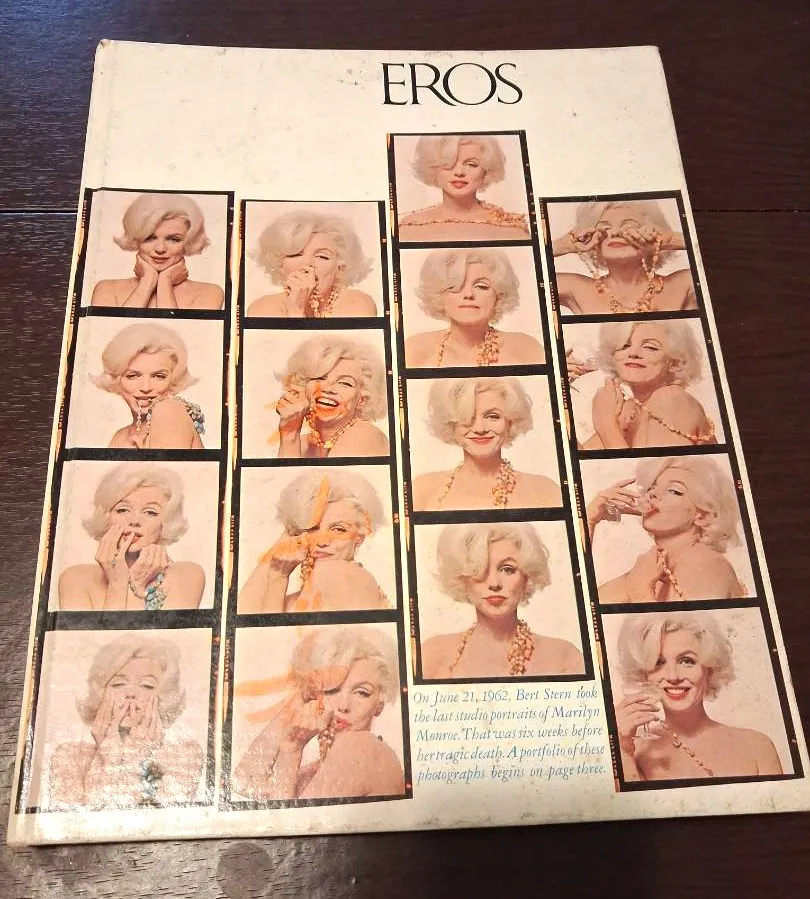 EROS
On June 21, 1962, Bert Stern took
the last studio portraits of Marilyn
Monroe. That was six weeks before
her tragic death. A portfolio of these
photographs begins on page three.